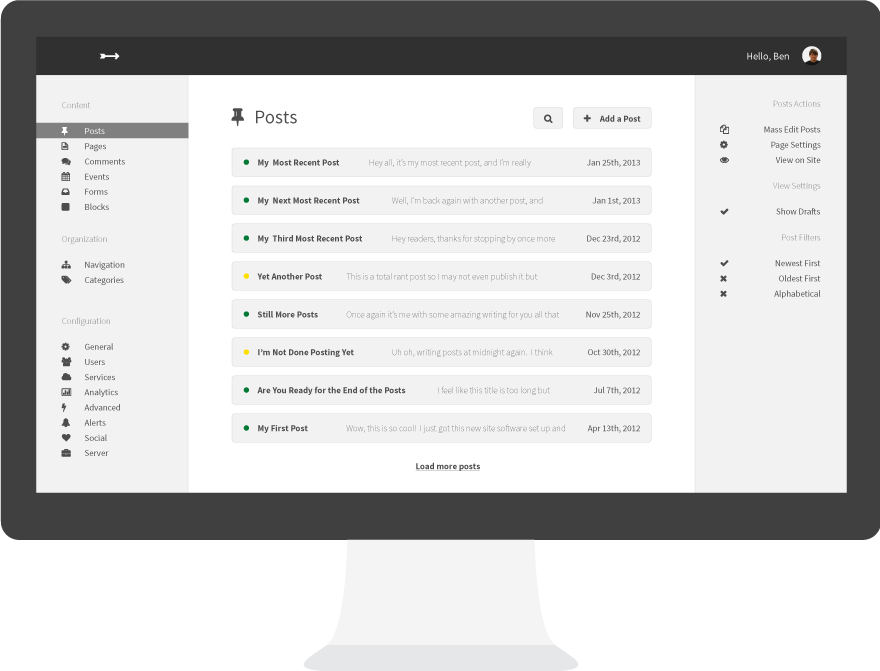 Hello, Ben
Content
Posts
Pages
Comments
Events
Forms
Blocks
Organization
Navigation
Categories
Configuration
General
Users
Services
Analytics
Advanced
Alerts
Social
Server
Posts
Add a Post
My Most Recent Post Hey all, it's my most recent post, and I'm really Jan 25th, 2013
My Next Most Recent Post Well, I'm back again with another post, and Jan 1st, 2013
My Third Most Recent Post Hey readers, thanks for stopping by once more Dec 23rd, 2012
Yet Another Post This is a total rant post so I may not even publish it but Dec 3rd, 2012
Still More Posts Once again it's me with some amazing writing for you all that Nov 25th, 2012
I'm Not Done Posting Yet Uh oh, writing posts at midnight again. I think Oct 30th, 2012
Are You Ready for the End of the Posts I feel like this title is too long but Jul 7th, 2012
My First Post Wow, this is so cool! I just got this new site software set up and Apr 13th, 2012
Load more posts
Posts Actions
Mass Edit Posts
Page Settings
View on Site
View Settings
Show Drafts
Post Filters
Newest First
Oldest First
Alphabetical